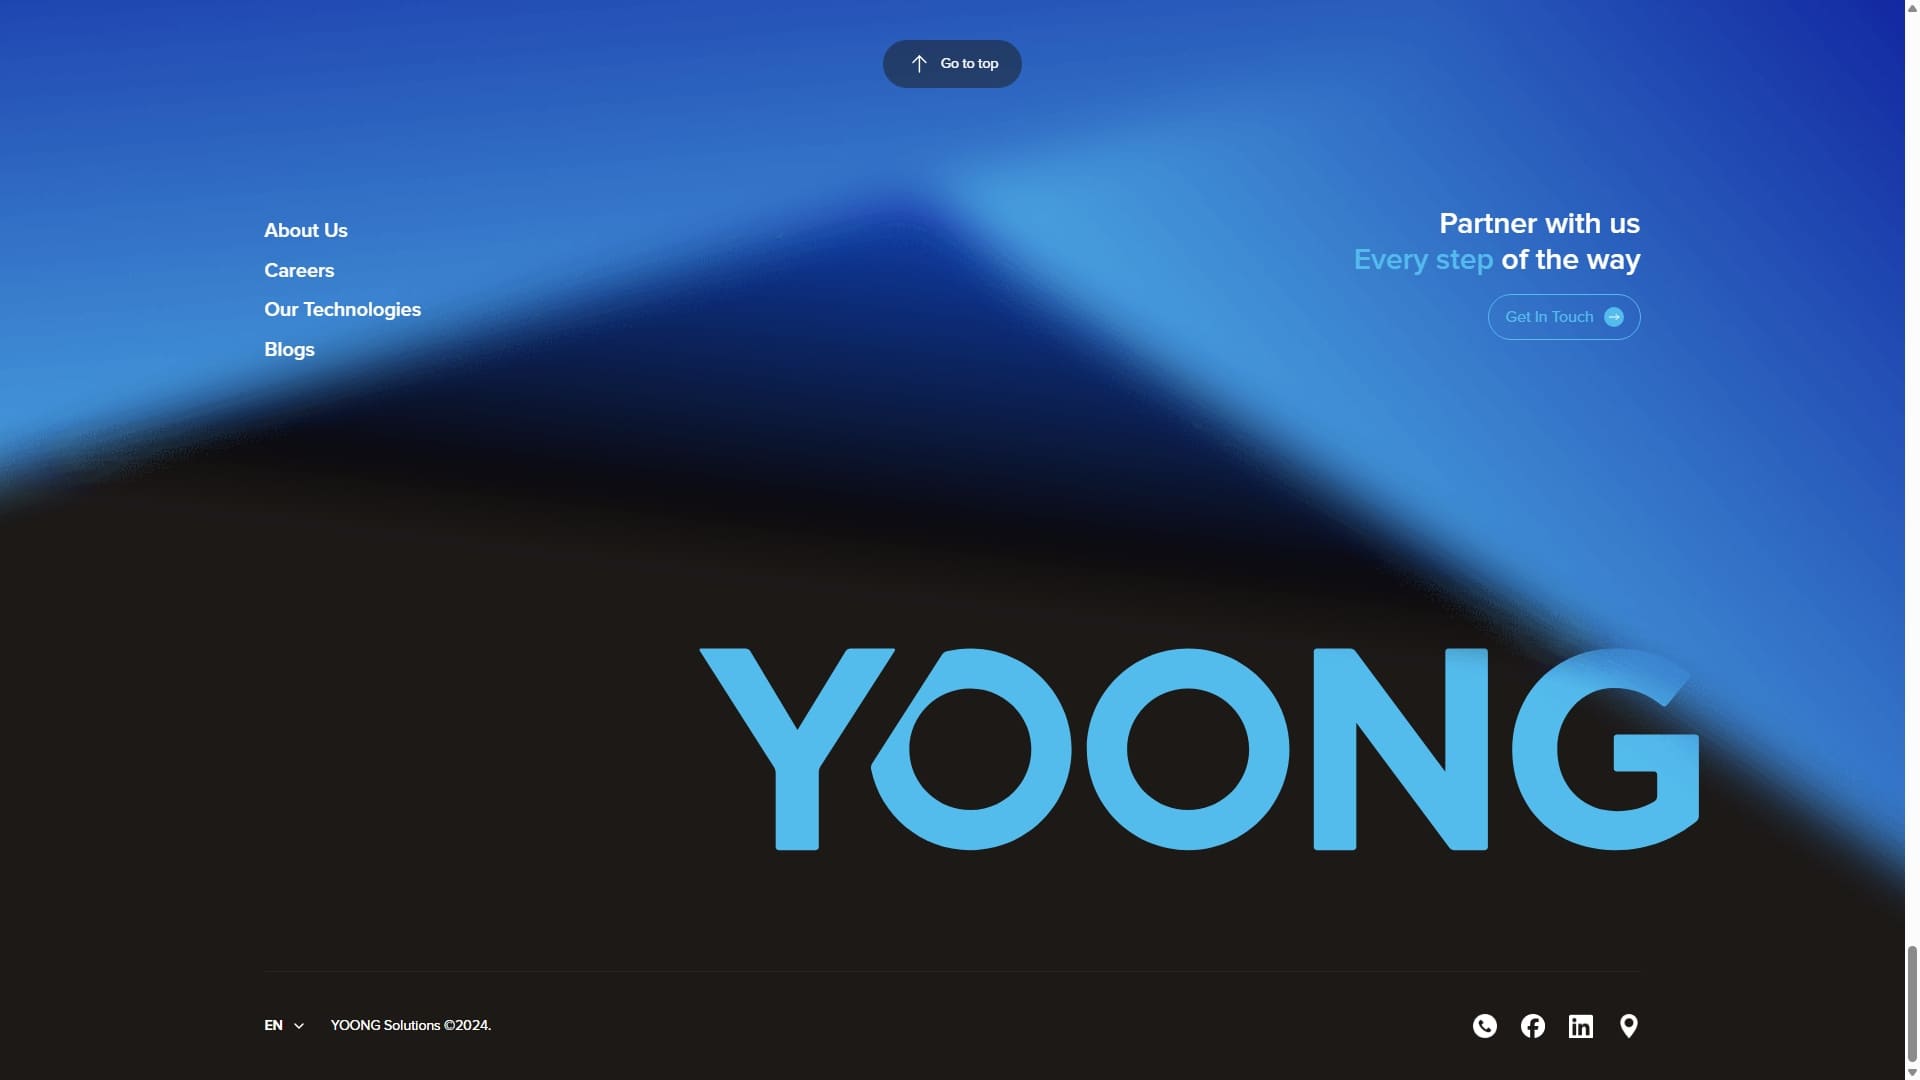 Go to top
About Us
Careers
Our Technologies
Blogs
Partner with us
Every step of the way
Get In Touch
YOONG
EN
YOONG Solutions ©2024.